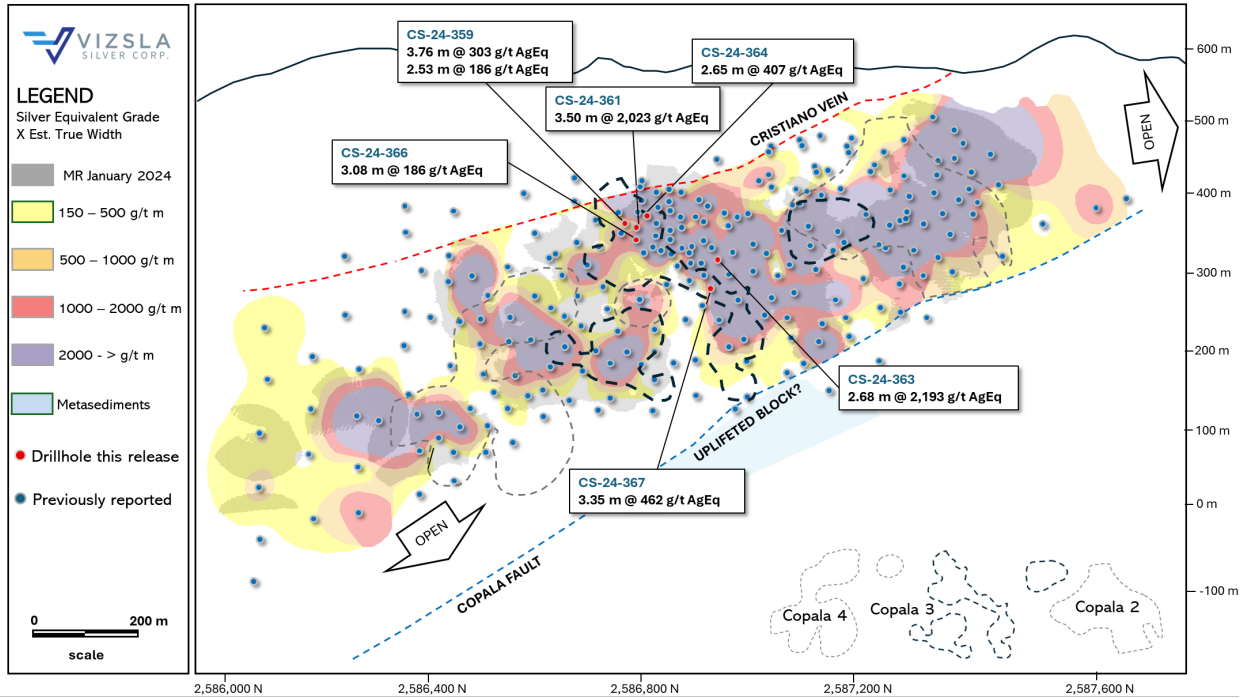 VIZSLA
SILVER CORP.
LEGEND
Silver Equivalent Grade
X Est. True Width
MR January 2024
150 – 500 g/t m
500 – 1000 g/t m
1000 – 2000 g/t m
2000 - > g/t m
Metasediments
Drillhole this release
Previously reported
0 200 m
scale
CS-24-359
3.76 m @ 303 g/t AgEq
2.53 m @ 186 g/t AgEq
CS-24-364
2.65 m @ 407 g/t AgEq
CS-24-361
3.50 m @ 2,023 g/t AgEq
CS-24-366
3.08 m @ 186 g/t AgEq
CRISTIANO VEIN
OPEN
CS-24-363
2.68 m @ 2,193 g/t AgEq
UPLIFETED BLOCK?
CS-24-367
3.35 m @ 462 g/t AgEq
OPEN
COPALA FAULT
Copala 4
Copala 3
Copala 2
600 m
500 m
400 m
300 m
200 m
100 m
0 m
-100 m
2,586,000 N
2,586,400 N
2,586,800 N
2,587,200 N
2,587,600 N